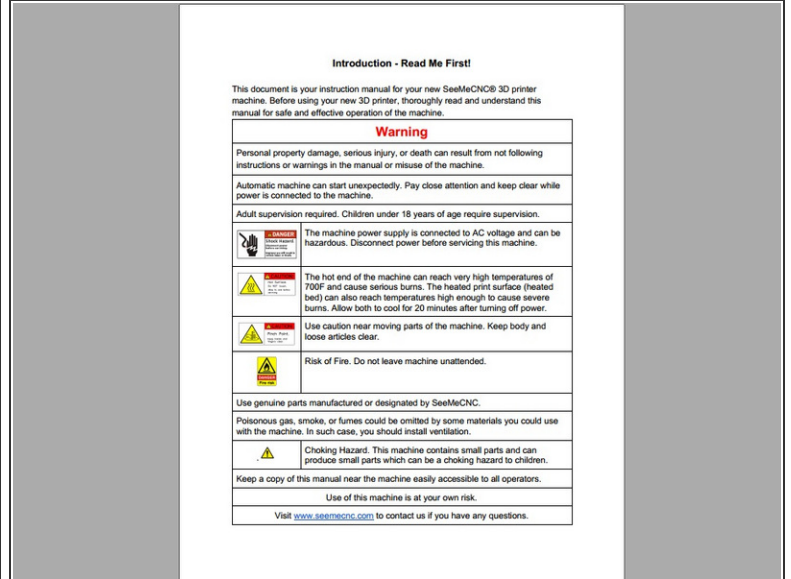 Introduction - Read Me First!
This document is your instruction manual for your new SeeMeCNC® 3D printer
machine. Before using your new 3D printer, thoroughly read and understand this
manual for safe and effective operation of the machine.
Warning
Personal property damage, serious injury, or death can result from not following
instructions or warnings in the manual or misuse of the machine.
Automatic machine can start unexpectedly. Pay close attention and keep clear while
power is connected to the machine.
Adult supervision required. Children under 18 years of age require supervision.
DANGER
Shock Hazard
The machine power supply is connected to AC voltage and can be
hazardous. Disconnect power before servicing this machine.
The hot end of the machine can reach very high temperatures of
700F and cause serious burns. The heated print surface (heated
bed) can also reach temperatures high enough to cause severe
burns. Allow both to cool for 20 minutes after turning off power.
Pinch Point
Use caution near moving parts of the machine. Keep body and
loose articles clear.
Fire risk
Risk of Fire. Do not leave machine unattended.
Use genuine parts manufactured or designated by SeeMeCNC.
Poisonous gas, smoke, or fumes could be omitted by some materials you could use
with the machine. In such case, you should install ventilation.
Choking Hazard. This machine contains small parts and can
produce small parts which can be a choking hazard to children.
Keep a copy of this manual near the machine easily accessible to all operators.
Use of this machine is at your own risk.
Visit www.seemecnc.com to contact us if you have any questions.